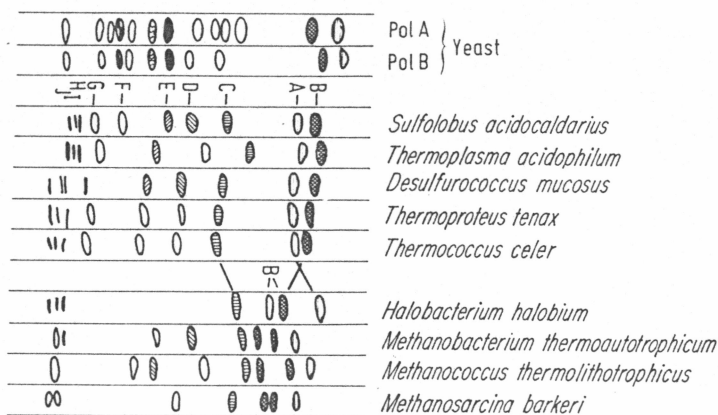 Pol A
Pol B
Yeast
H J I G F E D C A B
Sulfolobus acidocaldarius
Thermoplasma acidophilum
Desulfurococcus mucosus
Thermoproteus tenax
Thermococcus celer
B
Halobacterium halobium
Methanobacterium thermoautotrophicum
Methanococcus thermolithotrophicus
Methanosarcina barkeri